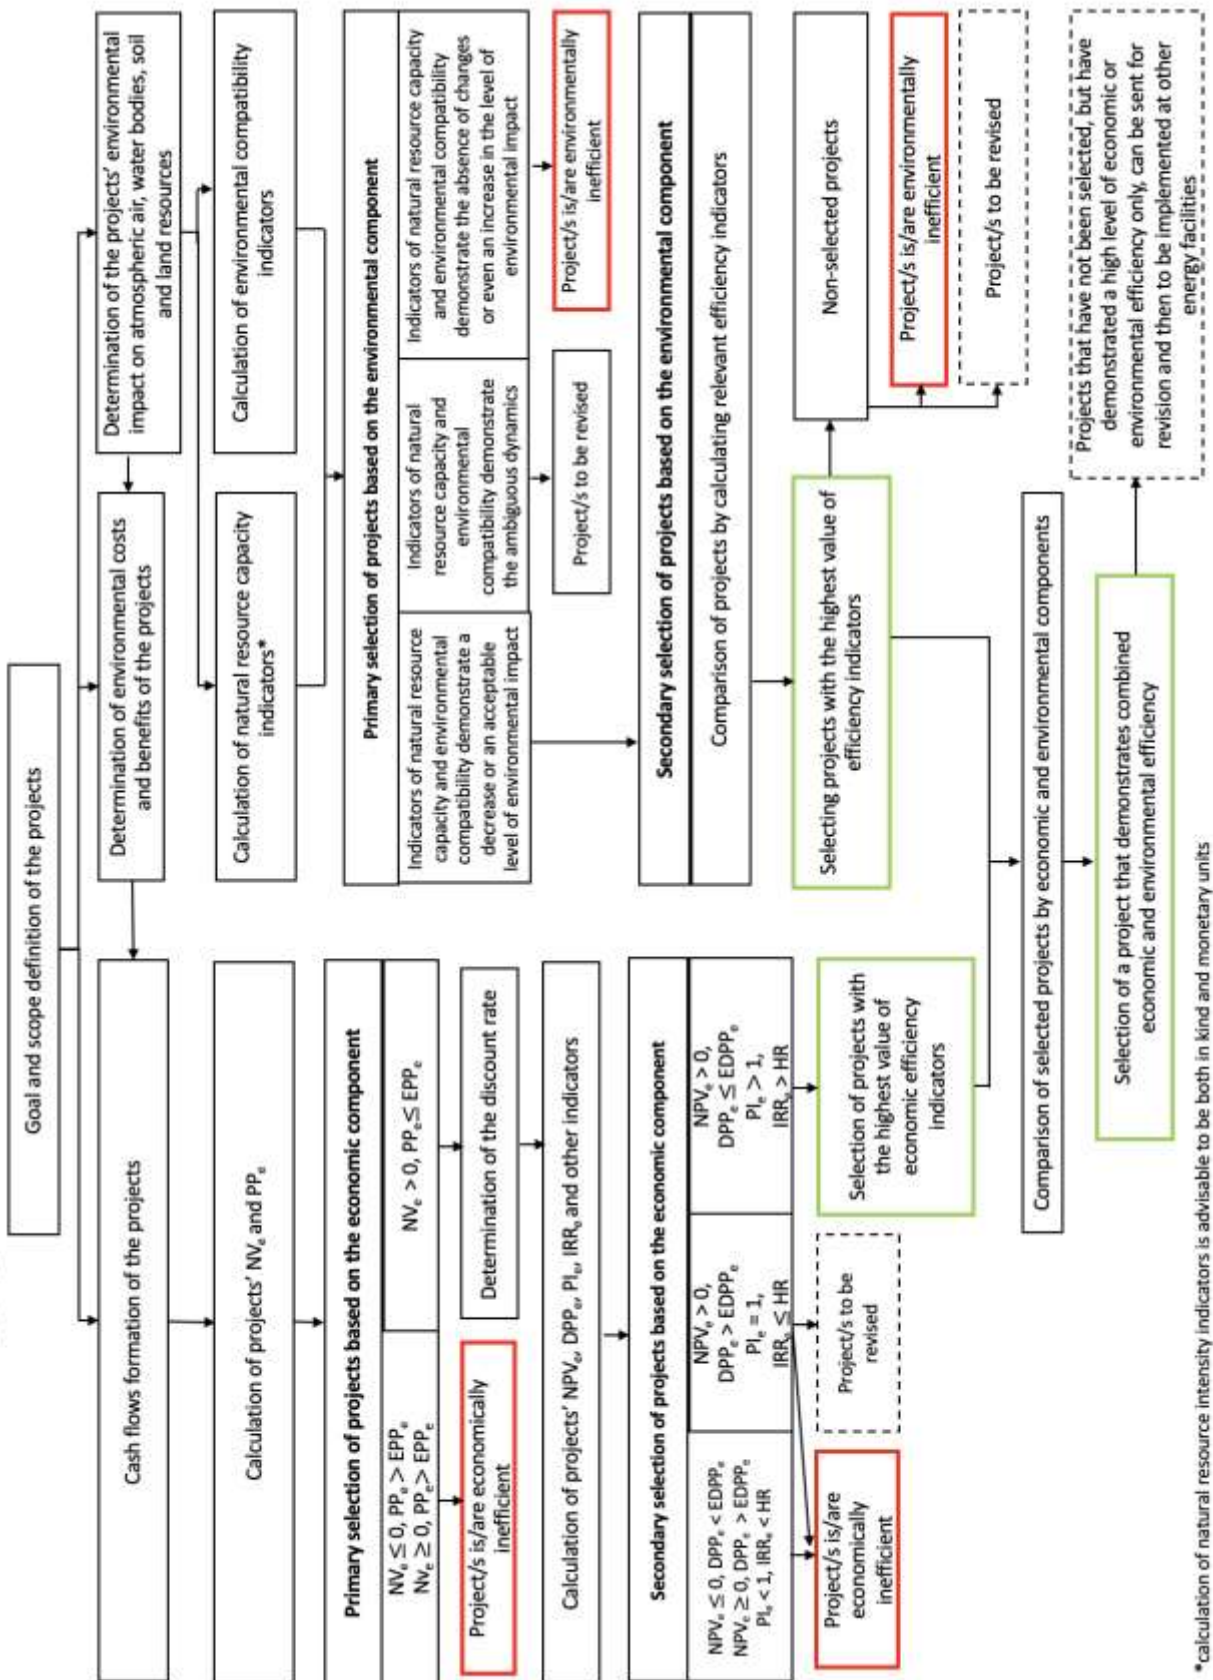 Goal and scope definition of the projects
Cash flows formation of the projects
Determination of environmental costs
and benefits of the projects
Determination of the projects' environmental
impact on atmospheric air, water bodies, soil
and land resources
Calculation of projects' NVₑ and PPₑ
Calculation of natural resource capacity
indicators*
Calculation of environmental compatibility
indicators
Primary selection of projects based on the economic component
NVₑ ≤ 0, PPₑ > EPPₑ
Nvₑ ≥ 0, PPₑ > EPPₑ
NVₑ > 0, PPₑ ≤ EPPₑ
Project/s is/are economically
inefficient
Determination of the discount rate
Calculation of projects' NPVₑ, DPPₑ, PIₑ, IRRₑ and other indicators
Secondary selection of projects based on the economic component
NPVₑ ≤ 0, DPPₑ < EDPPₑ
NPVₑ ≥ 0, DPPₑ > EDPPₑ
PIₑ < 1, IRRₑ < HR
NPVₑ > 0,
DPPₑ > EDPPₑ
PIₑ = 1,
IRRₑ ≤ HR
NPVₑ > 0,
DPPₑ ≤ EDPPₑ
PIₑ > 1,
IRRₑ > HR
Project/s is/are
economically
inefficient
Project/s to be
revised
Selection of projects with
the highest value of
economic efficiency
indicators
Primary selection of projects based on the environmental component
Indicators of natural resource
capacity and environmental
compatibility demonstrate a
decrease or an acceptable
level of environmental impact
Indicators of natural
resource capacity and
environmental
compatibility demonstrate
the ambiguous dynamics
Indicators of natural resource capacity
and environmental compatibility
demonstrate the absence of changes
or even an increase in the level of
environmental impact
Project/s to be revised
Project/s is/are environmentally
inefficient
Secondary selection of projects based on the environmental component
Comparison of projects by calculating relevant efficiency indicators
Selecting projects with the highest value of
efficiency indicators
Non-selected projects
Project/s is/are environmentally
inefficient
Project/s to be revised
Comparison of selected projects by economic and environmental components
Selection of a project that demonstrates combined
economic and environmental efficiency
Projects that have not been selected, but have
demonstrated a high level of economic or
environmental efficiency only, can be sent for
revision and then to be implemented at other
energy facilities
*calculation of natural resource intensity indicators is advisable to be both in kind and monetary units